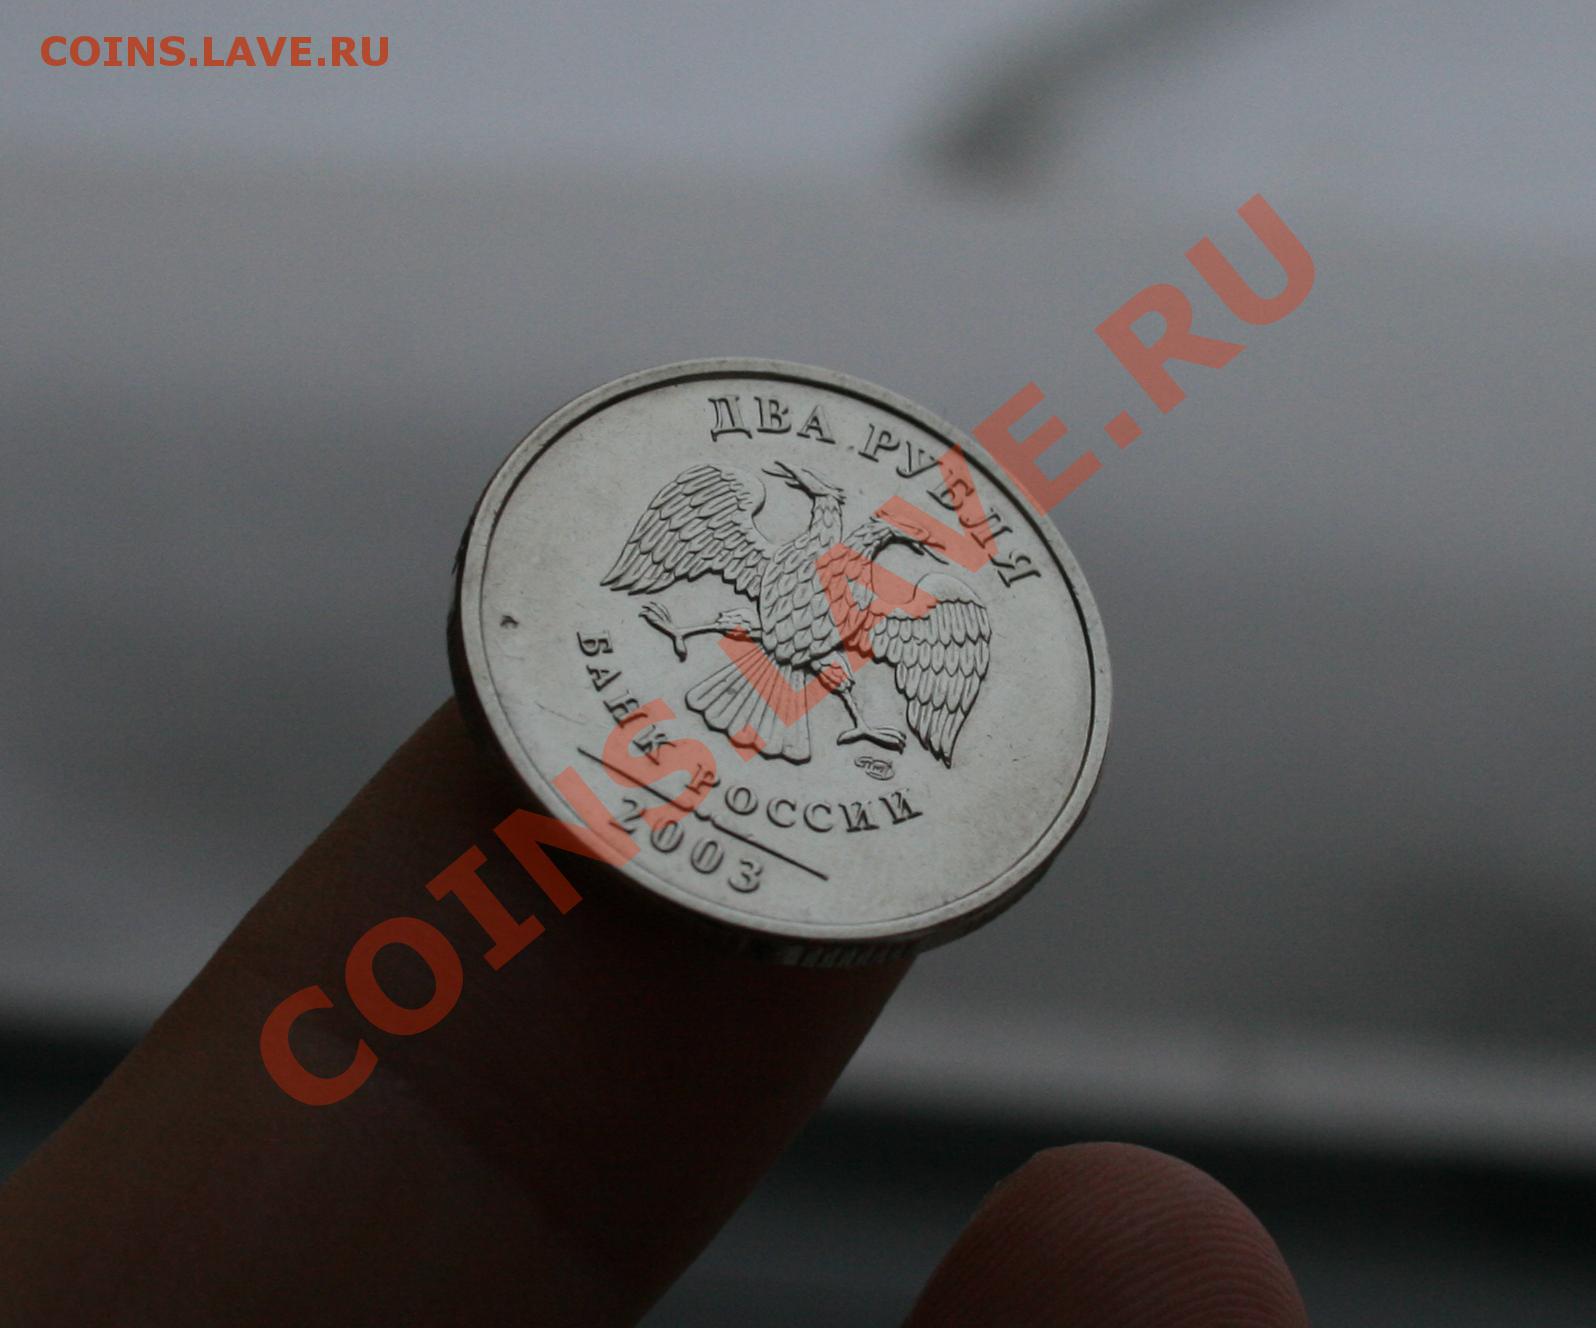 COINS.LAVE.RU
ДВА РУБЛЯ
БАНК РОССИИ
2003
COINS.LAVE.RU